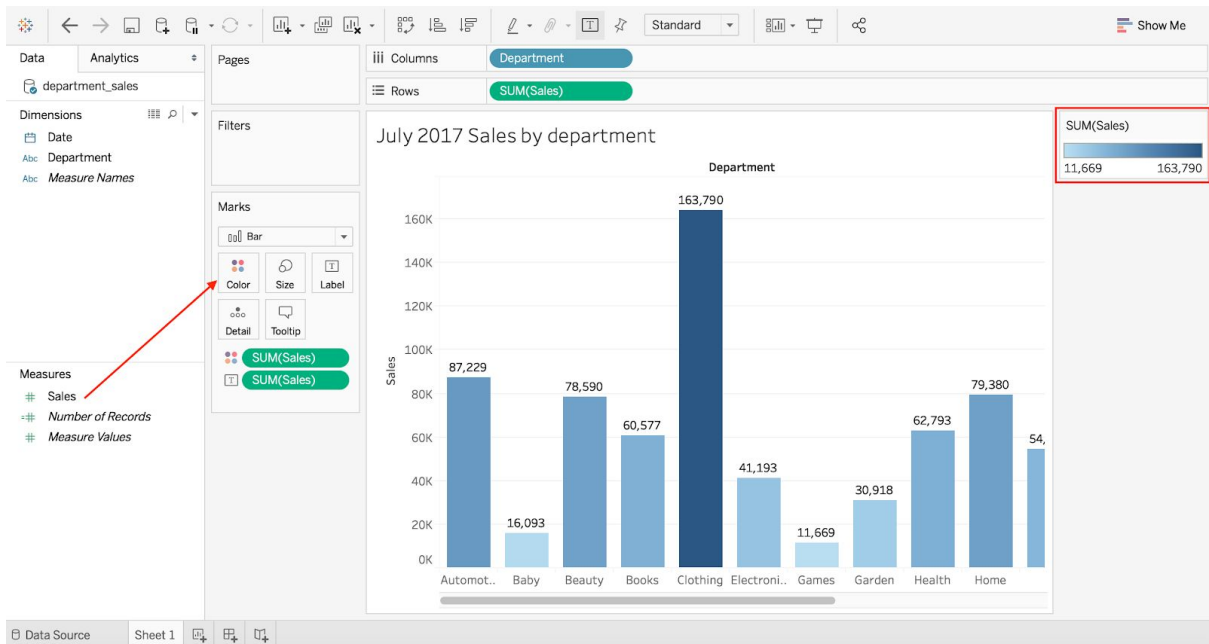 Standard
Show Me
Data
Analytics
department_sales
Dimensions
Date
Abc Department
Abc Measure Names
Measures
Sales
Number of Records
Measure Values
Pages
Filters
Marks
Bar
Color
Size
Label
Detail
Tooltip
SUM(Sales)
SUM(Sales)
Columns
Department
Rows
SUM(Sales)
July 2017 Sales by department
Department
Sales
160K
140K
120K
100K
80K
60K
40K
20K
0K
87,229
16,093
78,590
60,577
163,790
41,193
11,669
30,918
62,793
79,380
54,
Automot.. Baby Beauty Books Clothing Electroni.. Games Garden Health Home
SUM(Sales)
11,669 163,790
Data Source
Sheet 1